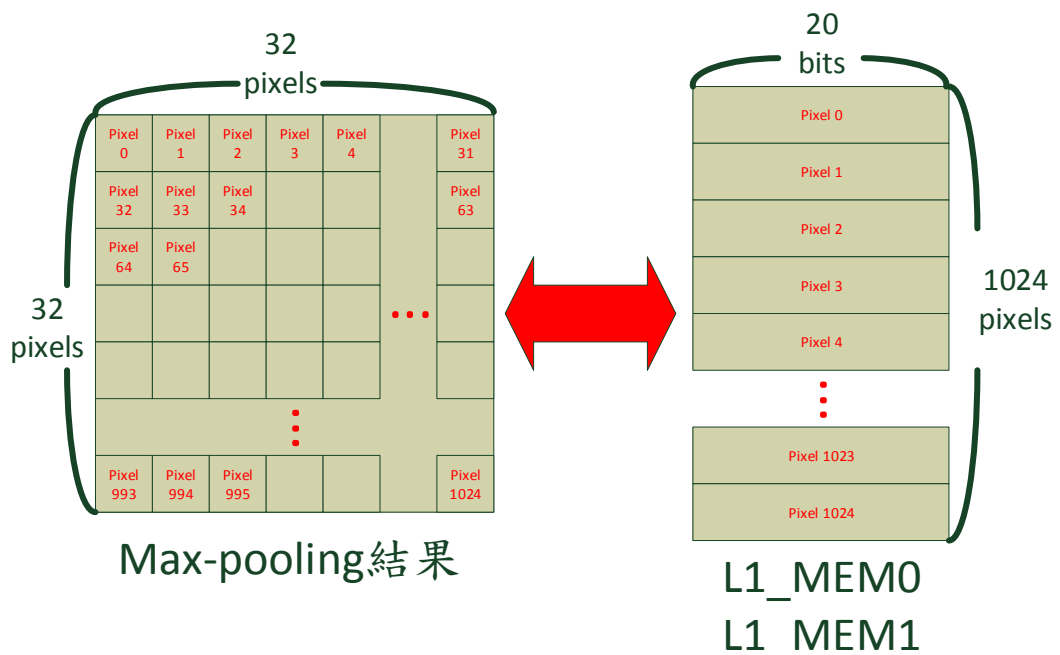 32
pixels
Pixel
0
Pixel
1
Pixel
2
Pixel
3
Pixel
4
Pixel
31
Pixel
32
Pixel
33
Pixel
34
Pixel
63
Pixel
64
Pixel
65
32
pixels
Pixel
993
Pixel
994
Pixel
995
Pixel
1024
Max-pooling結果
20
bits
Pixel 0
Pixel 1
Pixel 2
Pixel 3
Pixel 4
Pixel 1023
Pixel 1024
1024
pixels
L1_MEM0
L1_MEM1